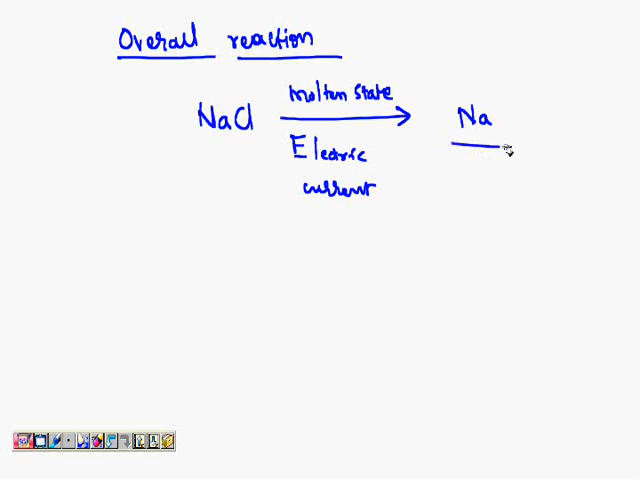 Overall reaction
NaCl molten state Na
Electric
current